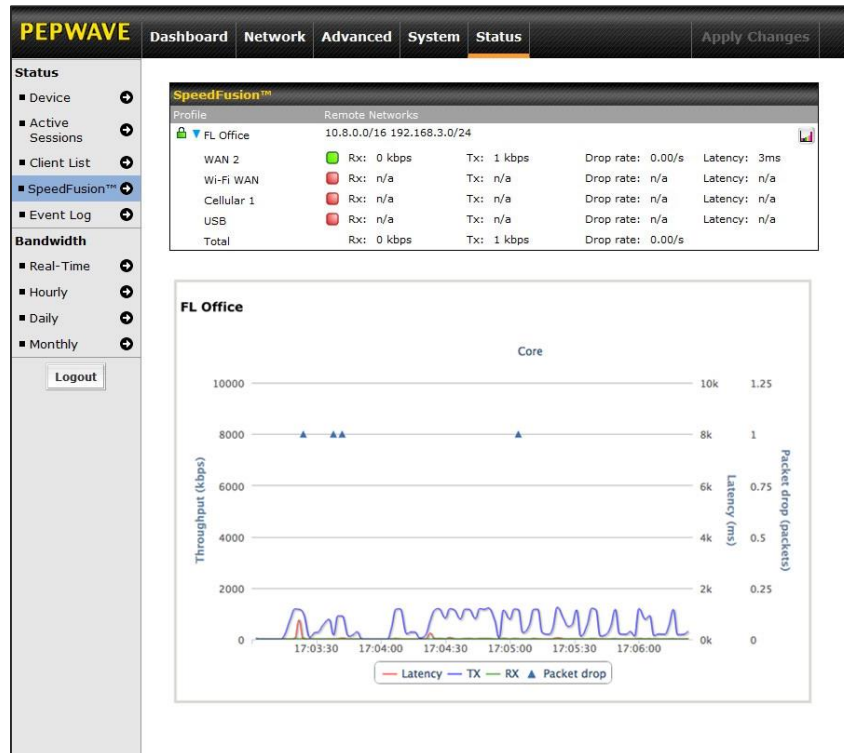 PEPWAVE
Dashboard Network Advanced System Status Apply Changes
Status
Device
Active
Sessions
Client List
SpeedFusion™
Event Log
Bandwidth
Real-Time
Hourly
Daily
Monthly
Logout
SpeedFusion™
Profile Remote Networks
FL Office 10.8.0.0/16 192.168.3.0/24
WAN 2 Rx: 0 kbps Tx: 1 kbps Drop rate: 0.00/s Latency: 3ms
Wi-Fi WAN Rx: n/a Tx: n/a Drop rate: n/a Latency: n/a
Cellular 1 Rx: n/a Tx: n/a Drop rate: n/a Latency: n/a
USB Rx: n/a Tx: n/a Drop rate: n/a Latency: n/a
Total Rx: 0 kbps Tx: 1 kbps Drop rate: 0.00/s
FL Office
Core
10000 10k 1.25
8000 8k 1
6000 6k 0.75
4000 4k 0.5
2000 2k 0.25
0 0k 0
Throughput (kbps)
Latency (ms)
Packet drop (packets)
17:03:30 17:04:00 17:04:30 17:05:00 17:05:30 17:06:00
Latency TX RX Packet drop